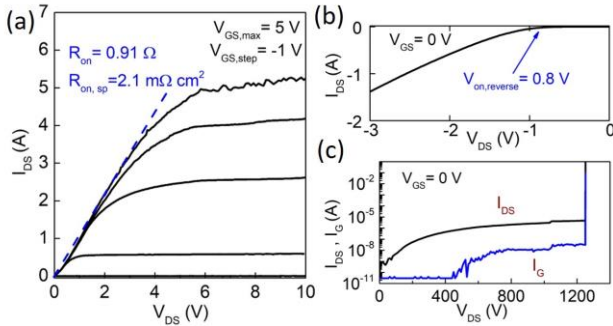 (a)
V_GS,max = 5 V
V_GS,step = -1 V
R_on = 0.91 Ω
R_on, sp = 2.1 mΩ cm²
7
6
5
4
3
2
1
0
I_DS (A)
0 2 4 6 8 10
V_DS (V)
(b)
0
-1
-2
I_DS (A)
V_GS = 0 V
V_on,reverse = 0.8 V
-3 -2 -1 0
V_DS (V)
(c)
10⁻²
10⁻⁵
10⁻⁸
10⁻¹¹
I_DS , I_G (A)
V_GS = 0 V
I_DS
I_G
0 400 800 1200
V_DS (V)